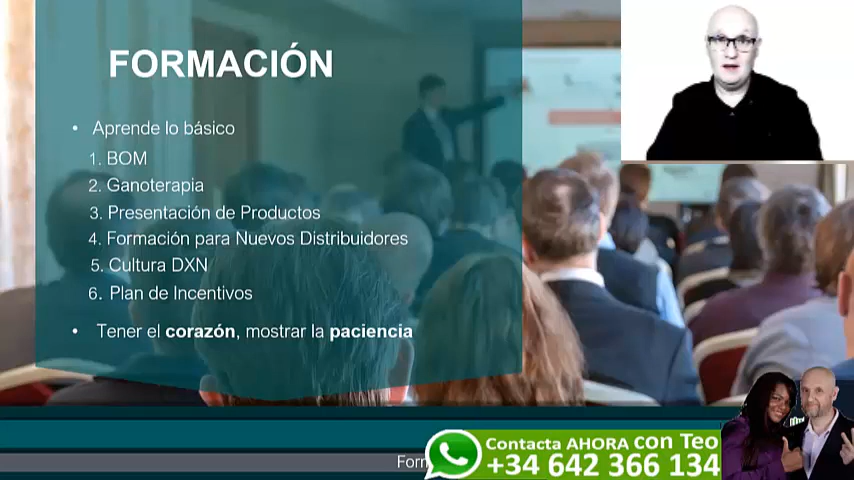 FORMACIÓN
• Aprende lo básico
1. BOM
2. Ganoterapia
3. Presentación de Productos
4. Formación para Nuevos Distribuidores
5. Cultura DXN
6. Plan de Incentivos
• Tener el corazón, mostrar la paciencia
Contacta AHORA con Teo
+34 642 366 134